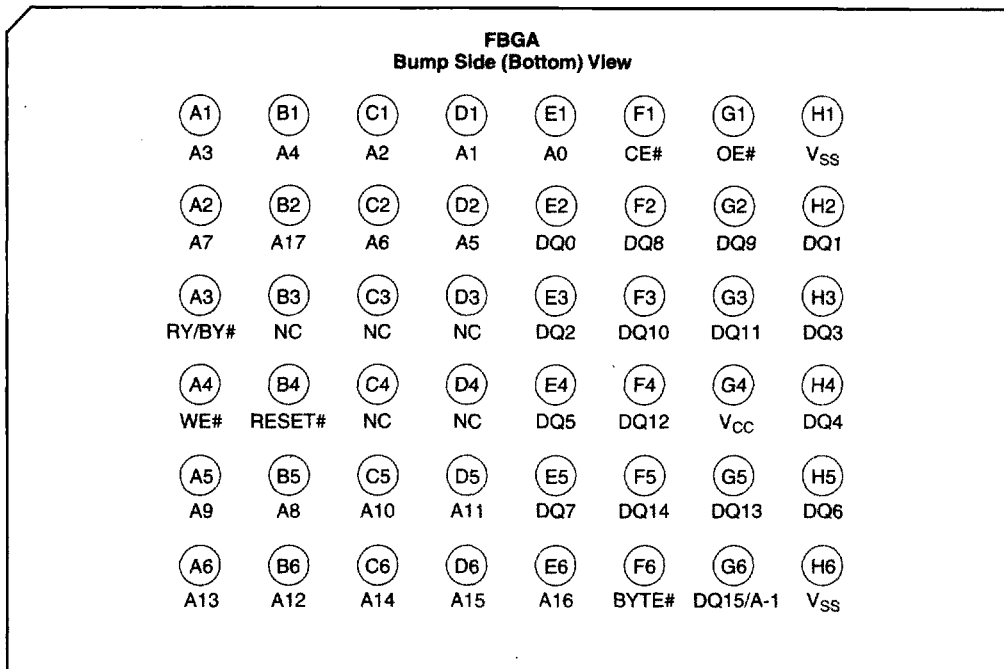 FBGA
Bump Side (Bottom) View
A1 B1 C1 D1 E1 F1 G1 H1
A3 A4 A2 A1 A0 CE# OE# VSS
A2 B2 C2 D2 E2 F2 G2 H2
A7 A17 A6 A5 DQ0 DQ8 DQ9 DQ1
A3 B3 C3 D3 E3 F3 G3 H3
RY/BY# NC NC NC DQ2 DQ10 DQ11 DQ3
A4 B4 C4 D4 E4 F4 G4 H4
WE# RESET# NC NC DQ5 DQ12 VCC DQ4
A5 B5 C5 D5 E5 F5 G5 H5
A9 A8 A10 A11 DQ7 DQ14 DQ13 DQ6
A6 B6 C6 D6 E6 F6 G6 H6
A13 A12 A14 A15 A16 BYTE# DQ15/A-1 VSS